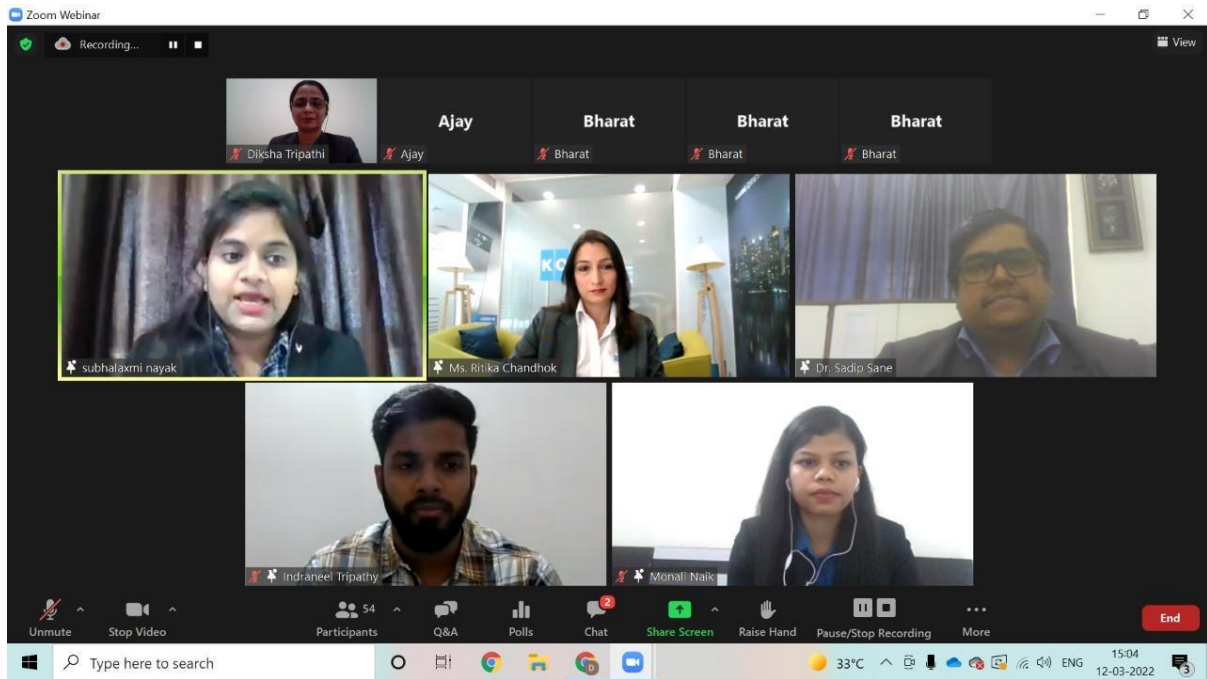 Zoom Webinar
Recording...
View
Ajay
Bharat
Bharat
Bharat
Diksha Tripathi
Ajay
Bharat
Bharat
Bharat
KO
subhalaxmi nayak
Ms. Ritika Chandhok
Dr. Sadip Sane
Indraneel Tripathy
Monali Naik
54
2
Unmute
Stop Video
Participants
Q&A
Polls
Chat
Share Screen
Raise Hand
Pause/Stop Recording
More
End
Type here to search
33°C
ENG
15:04
12-03-2022
3